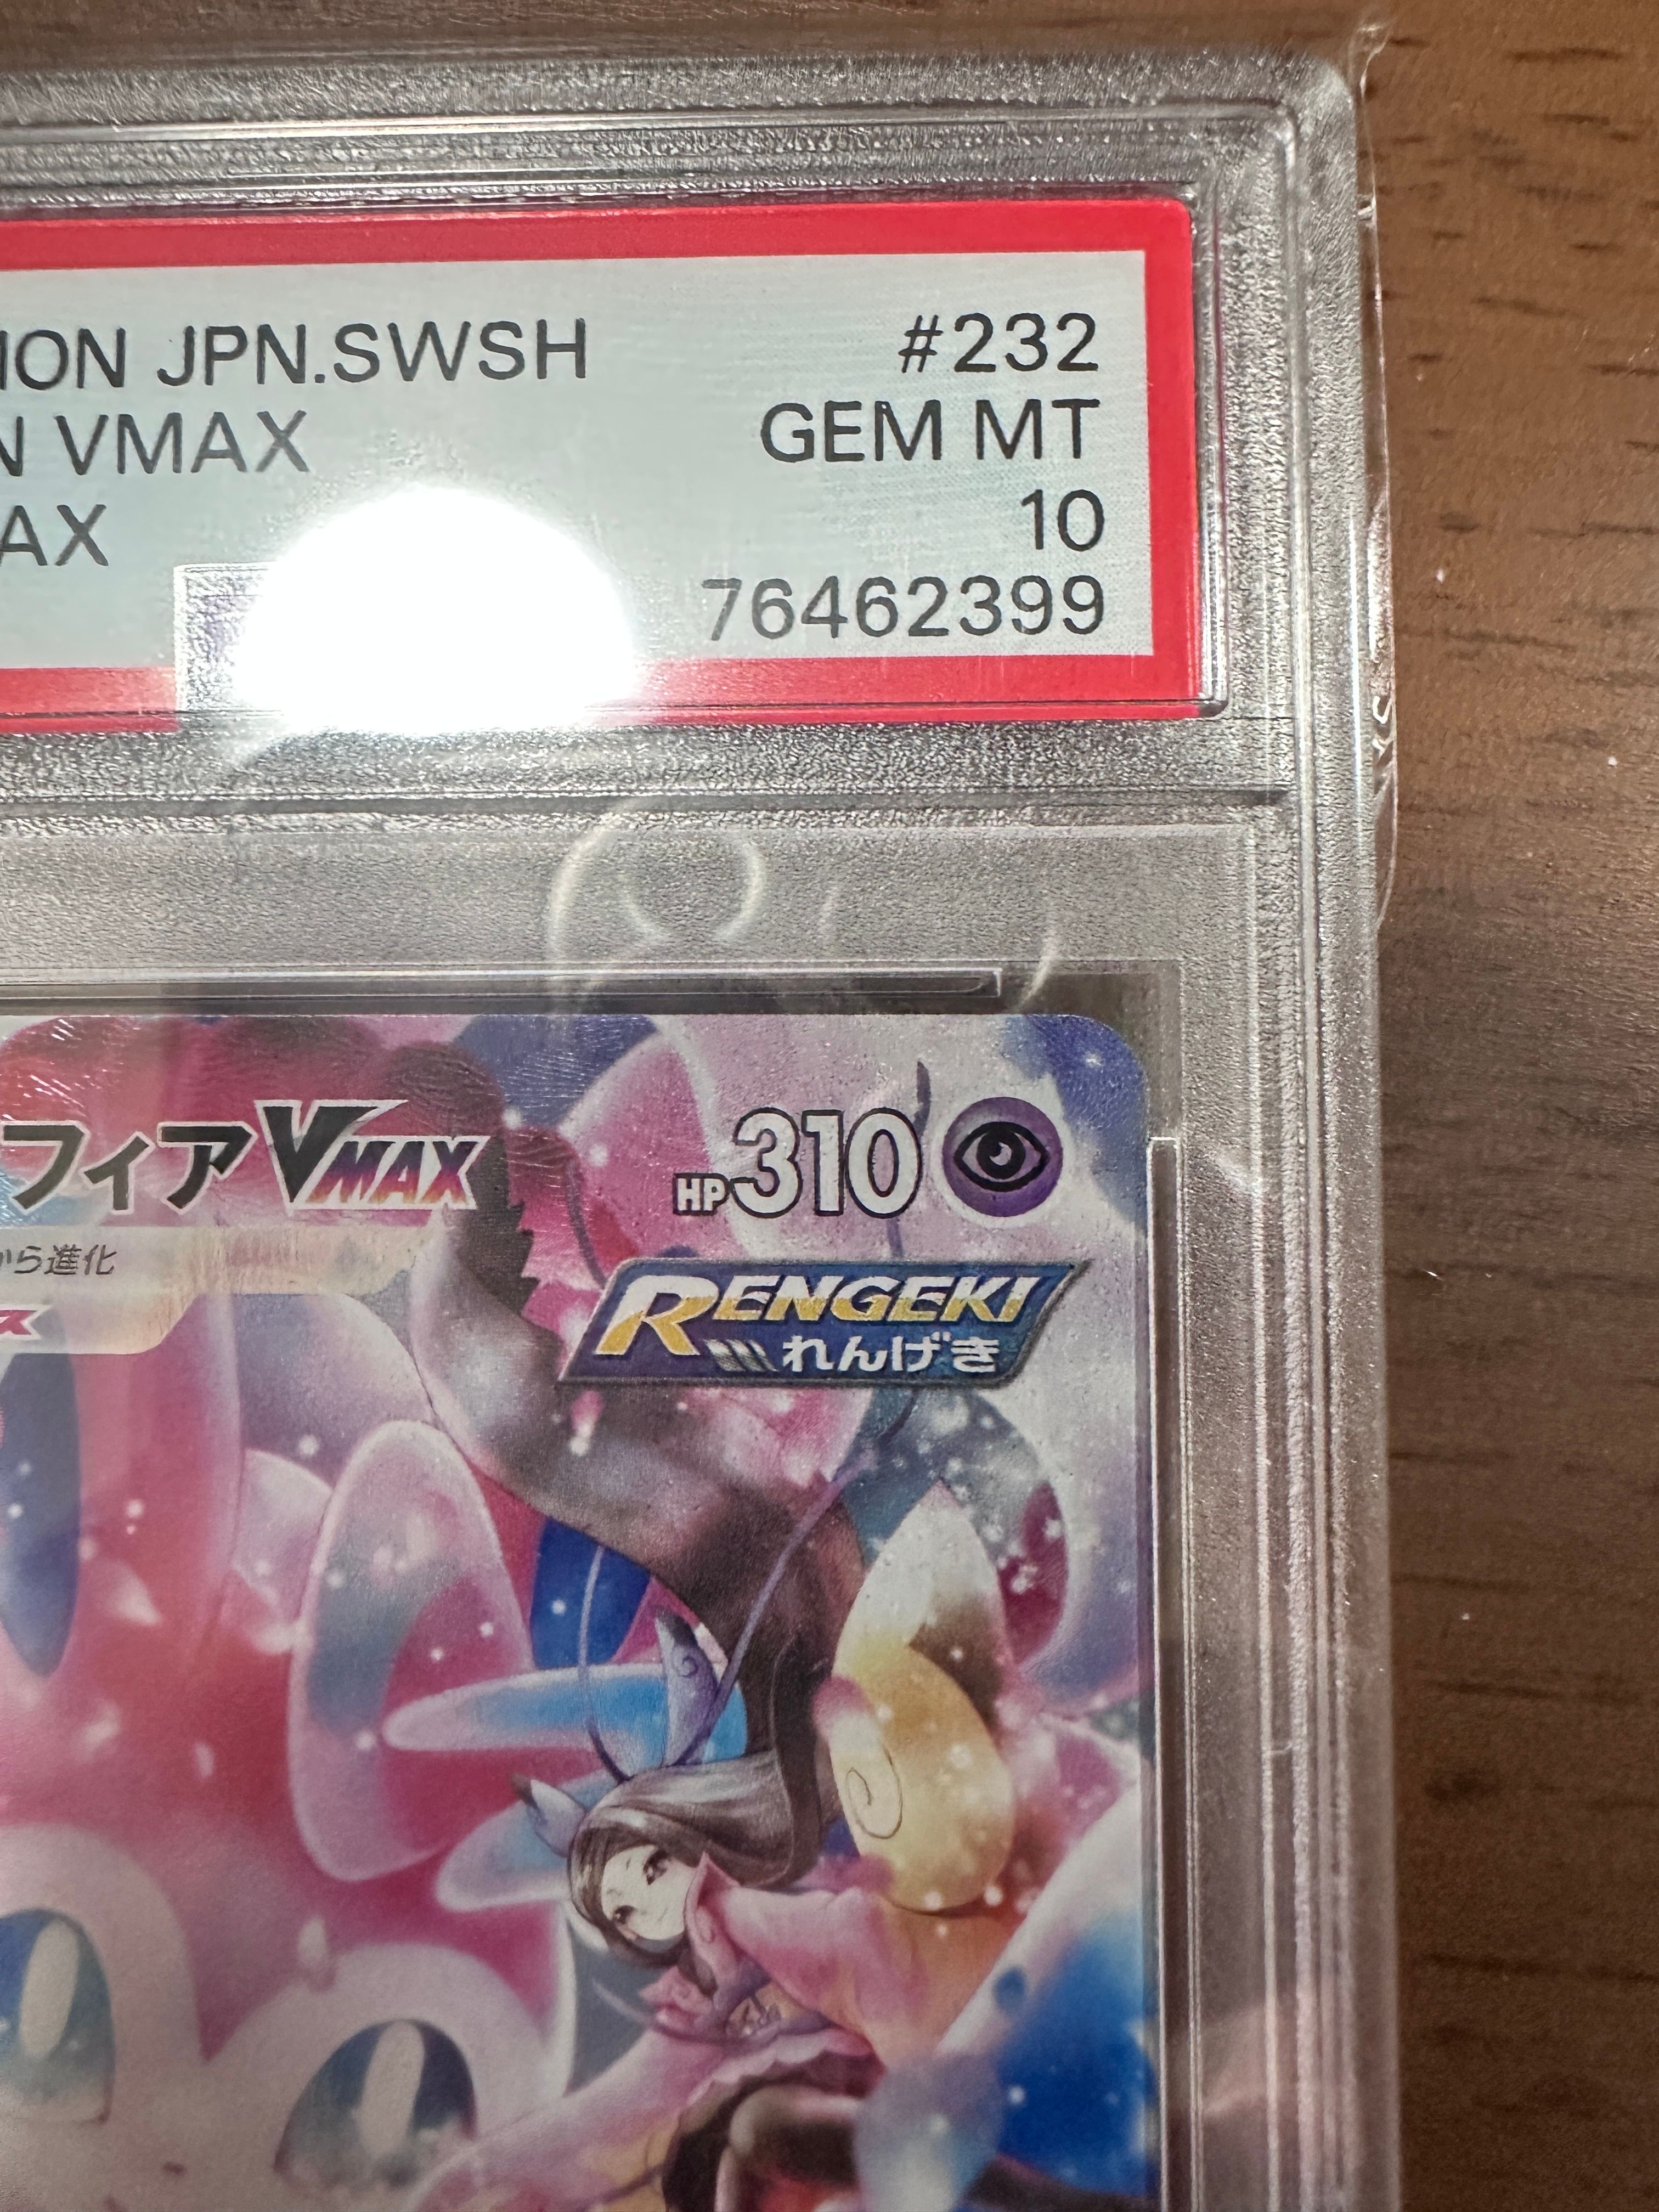 ION JPN.SWSH #232
N VMAX GEM MT
AX 10
76462399
フィアVMAX HP310
から進化
RENGEKI
れんげき